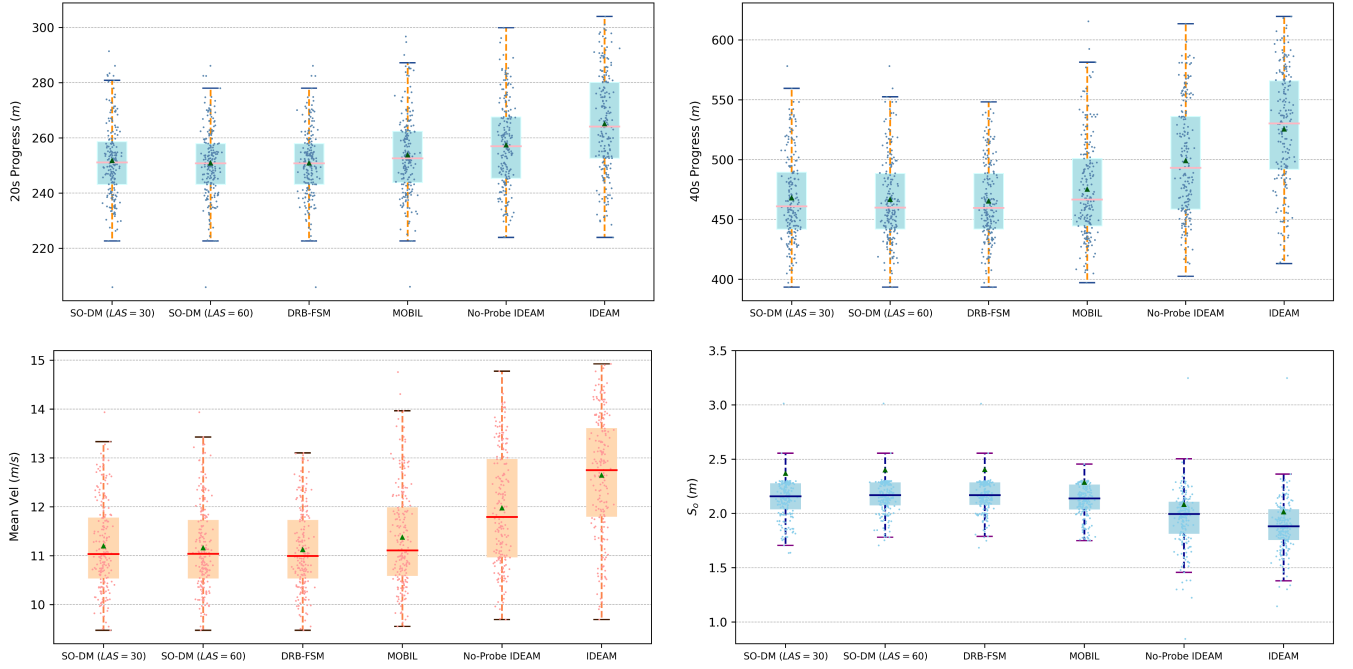 20s Progress (m)
300
280
260
240
220
SO-DM (LAS = 30) SO-DM (LAS = 60) DRB-FSM MOBIL No-Probe IDEAM IDEAM
40s Progress (m)
600
550
500
450
400
SO-DM (LAS = 30) SO-DM (LAS = 60) DRB-FSM MOBIL No-Probe IDEAM IDEAM
Mean Vel (m/s)
15
14
13
12
11
10
SO-DM (LAS = 30) SO-DM (LAS = 60) DRB-FSM MOBIL No-Probe IDEAM IDEAM
S_o (m)
3.5
3.0
2.5
2.0
1.5
1.0
SO-DM (LAS = 30) SO-DM (LAS = 60) DRB-FSM MOBIL No-Probe IDEAM IDEAM